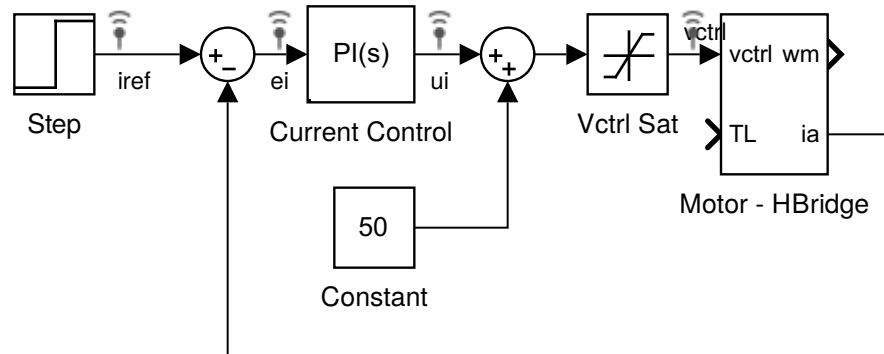 vctrl
iref
ei
PI(s)
ui
vctrl
wm
TL
ia
Step
Current Control
Vctrl Sat
Motor - HBridge
50
Constant